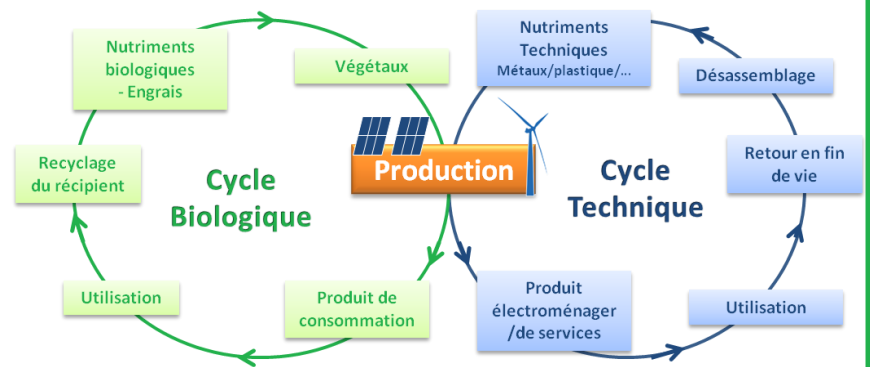 Nutriments
biologiques
- Engrais
Végétaux
Recyclage
du récipient
Cycle
Biologique
Utilisation
Produit de
consommation
Production
Nutriments
Techniques
Métaux/plastique/...
Désassemblage
Retour en fin
de vie
Cycle
Technique
Produit
électroménager
/de services
Utilisation